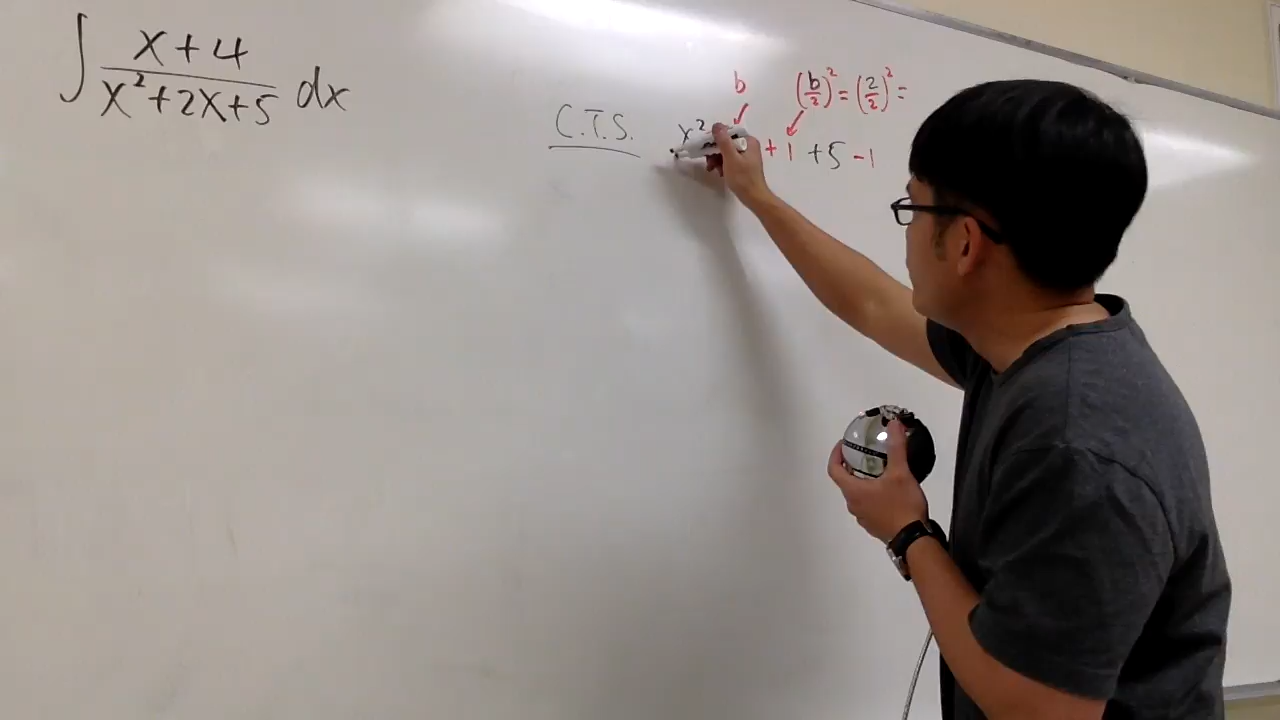 ∫ (x+4)/(x²+2x+5) dx
b (b/2)² = (2/2)² =
C.T.S. x² + 1 + 5 - 1